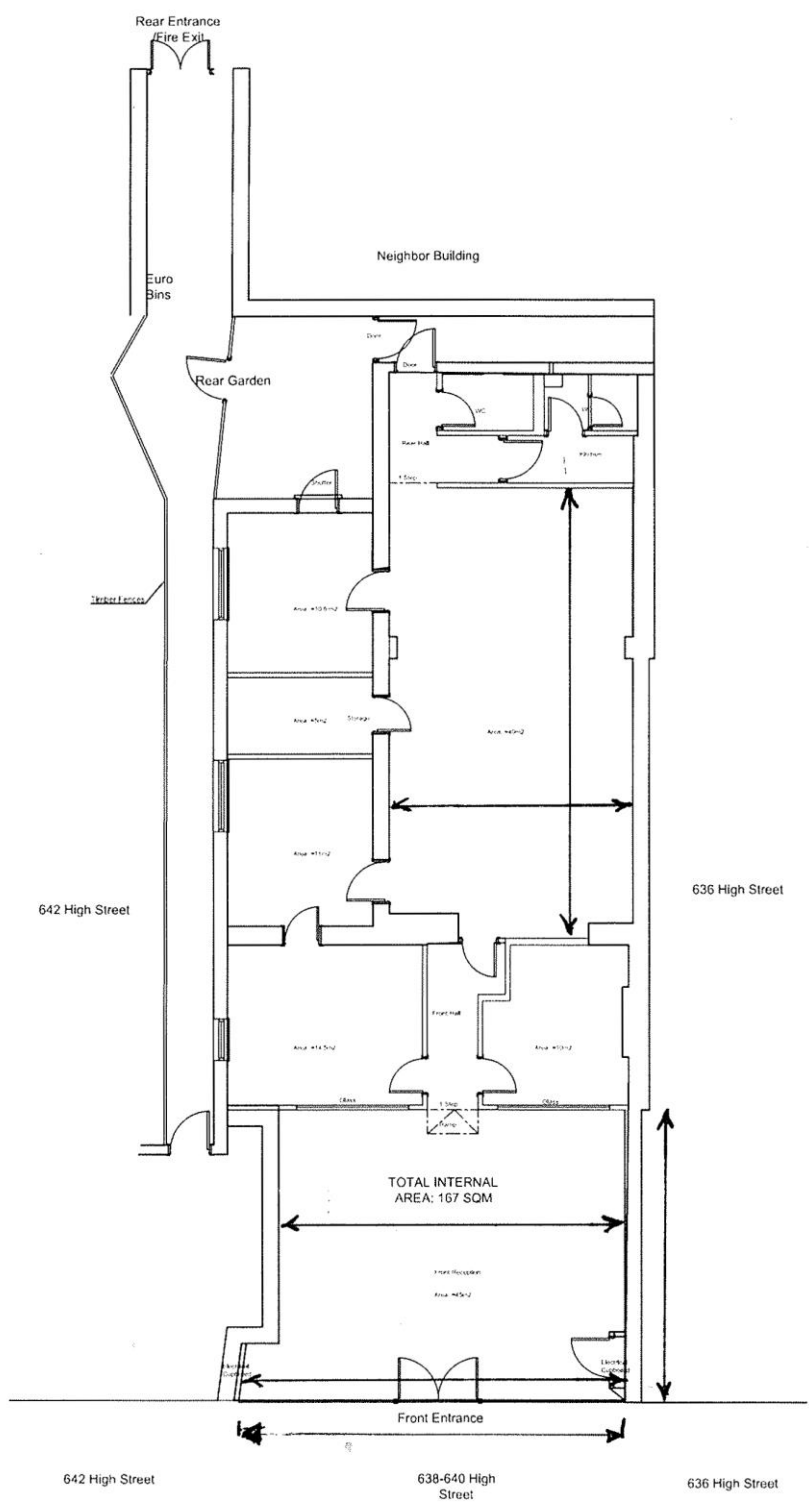 Rear Entrance
/Fire Exit
Neighbor Building
Euro
Bins
Door
Door
Rear Garden
WC
Rear Hall
Kitchen
1 Step
Shutter
Timber Fences
Storage
642 High Street
636 High Street
Front Hall
Glass
1 Step
Glass
Ramp
TOTAL INTERNAL
AREA: 167 SQM
Front Reception
Electrical
Cupboard
Electrical
Cupboard
Front Entrance
642 High Street
638-640 High
Street
636 High Street